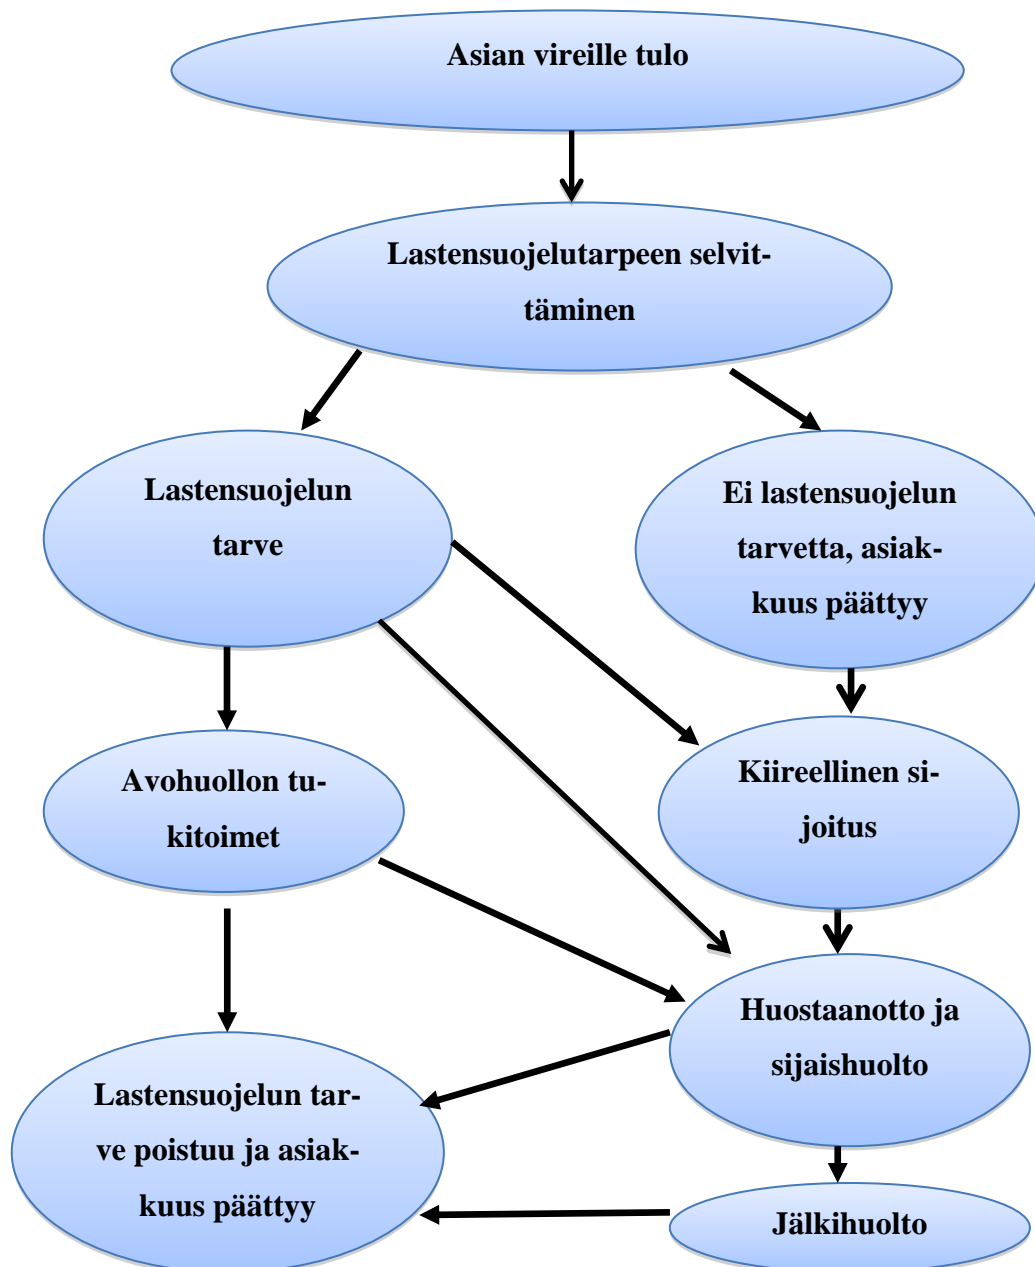 Asian vireille tulo
Lastensuojelutarpeen selvit-
täminen
Lastensuojelun
tarve
Ei lastensuojelun
tarvetta, asiak-
kuus päättyy
Avohuollon tu-
kitoimet
Kiireellinen si-
joitus
Huostaanotto ja
sijaishuolto
Lastensuojelun tar-
ve poistuu ja asiak-
kuus päättyy
Jälkihuolto